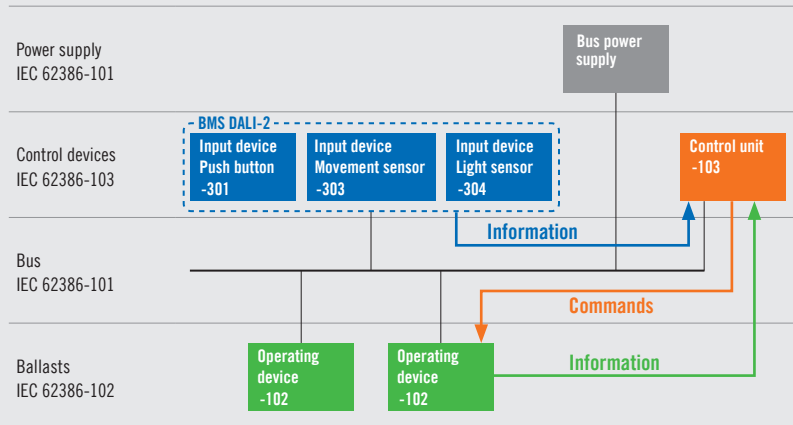 Power supply
IEC 62386-101
Bus power
supply
Control devices
IEC 62386-103
BMS DALI-2
Input device
Push button
-301
Input device
Movement sensor
-303
Input device
Light sensor
-304
Control unit
-103
Information
Bus
IEC 62386-101
Commands
Ballasts
IEC 62386-102
Operating
device
-102
Operating
device
-102
Information